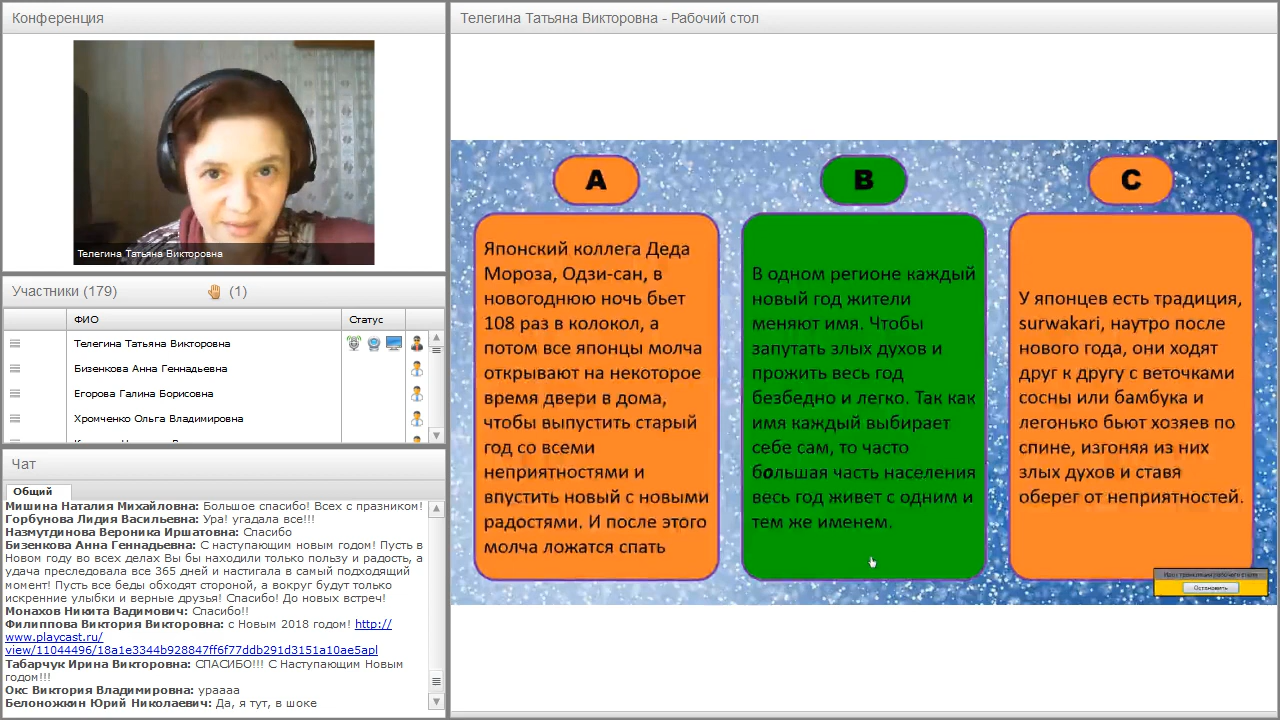 Конференция
Телегина Татьяна Викторовна
Участники (179)
(1)
ФИО
Статус
Телегина Татьяна Викторовна
Бизенкова Анна Геннадьевна
Егорова Галина Борисовна
Хромченко Ольга Владимировна
Чат
Общий
Мишина Наталия Михайловна: Большое спасибо! Всех с празником!
Горбунова Лидия Васильевна: Ура! угадала все!!!
Назмутдинова Вероника Иршатовна: Спасибо
Бизенкова Анна Геннадьевна: С наступающим новым годом! Пусть в
Новом году во всех делах Вы бы находили только пользу и радость, а
удача преследовала все 365 дней и настигала в самый подходящий
момент! Пусть все беды обходят стороной, а вокруг будут только
искренние улыбки и верные друзья! Спасибо! До новых встреч!
Монахов Никита Вадимович: Спасибо!!
Филиппова Виктория Викторовна: с Новым 2018 годом! http://
www.playcast.ru/
view/11044496/18a1e3344b928847ff6f77ddb291d3151a10ae5apl
Табарчук Ирина Викторовна: СПАСИБО!!! С Наступающим Новым
годом!!!
Окс Виктория Владимировна: ураааа
Белоножкин Юрий Николаевич: Да, я тут, в шоке
Телегина Татьяна Викторовна - Рабочий стол
A
Японский коллега Деда
Мороза, Одзи-сан, в
новогоднюю ночь бьет
108 раз в колокол, а
потом все японцы молча
открывают на некоторое
время двери в дома,
чтобы выпустить старый
год со всеми
неприятностями и
впустить новый с новыми
радостями. И после этого
молча ложатся спать
B
В одном регионе каждый
новый год жители
меняют имя. Чтобы
запутать злых духов и
прожить весь год
безбедно и легко. Так как
имя каждый выбирает
себе сам, то часто
большая часть населения
весь год живет с одним и
тем же именем.
C
У японцев есть традиция,
surwakari, наутро после
нового года, они ходят
друг к другу с веточками
сосны или бамбука и
легонько бьют хозяев по
спине, изгоняя из них
злых духов и ставя
оберег от неприятностей.
Остановить